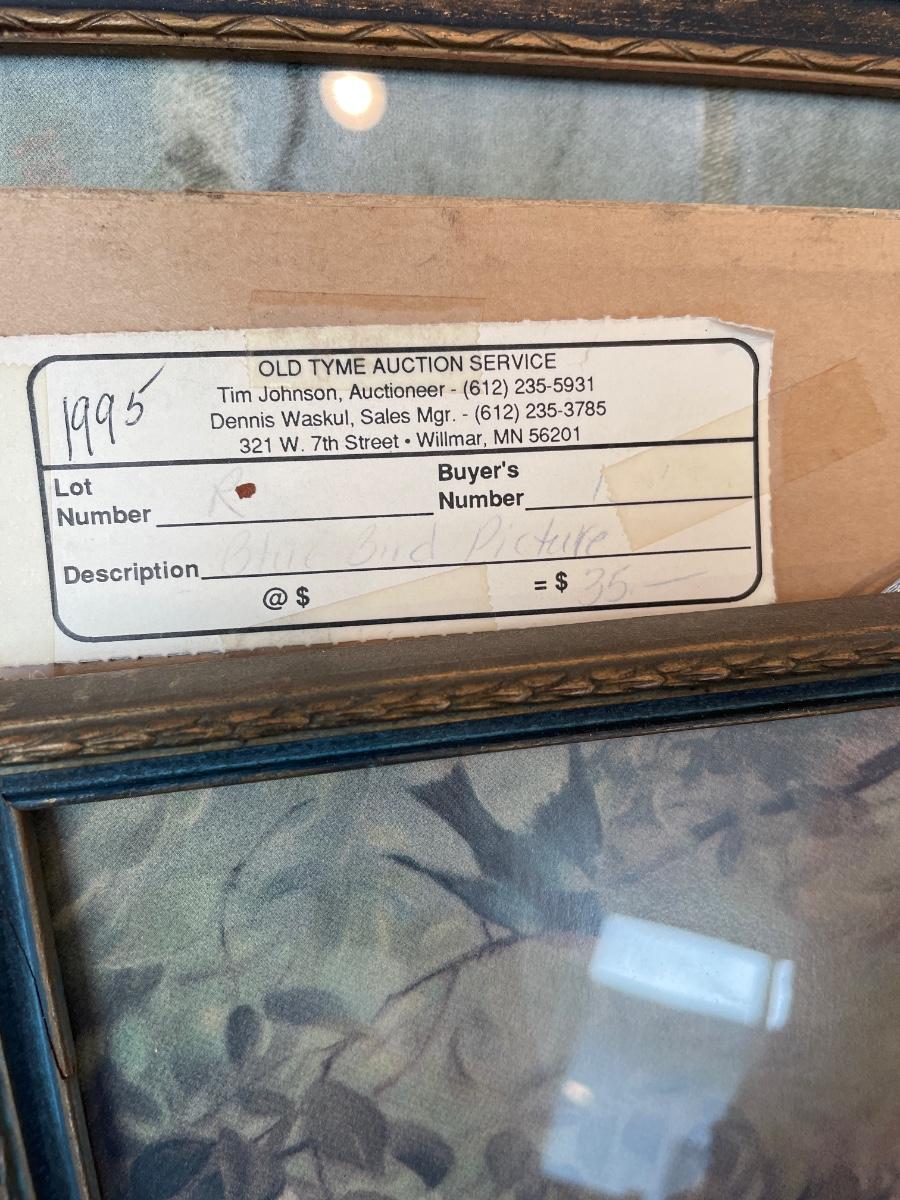 1995
OLD TYME AUCTION SERVICE
Tim Johnson, Auctioneer - (612) 235-5931
Dennis Waskul, Sales Mgr. - (612) 235-3785
321 W. 7th Street • Willmar, MN 56201
Lot Number
Buyer's Number
Description Blue Bird Picture
@ $ = $ 35.—